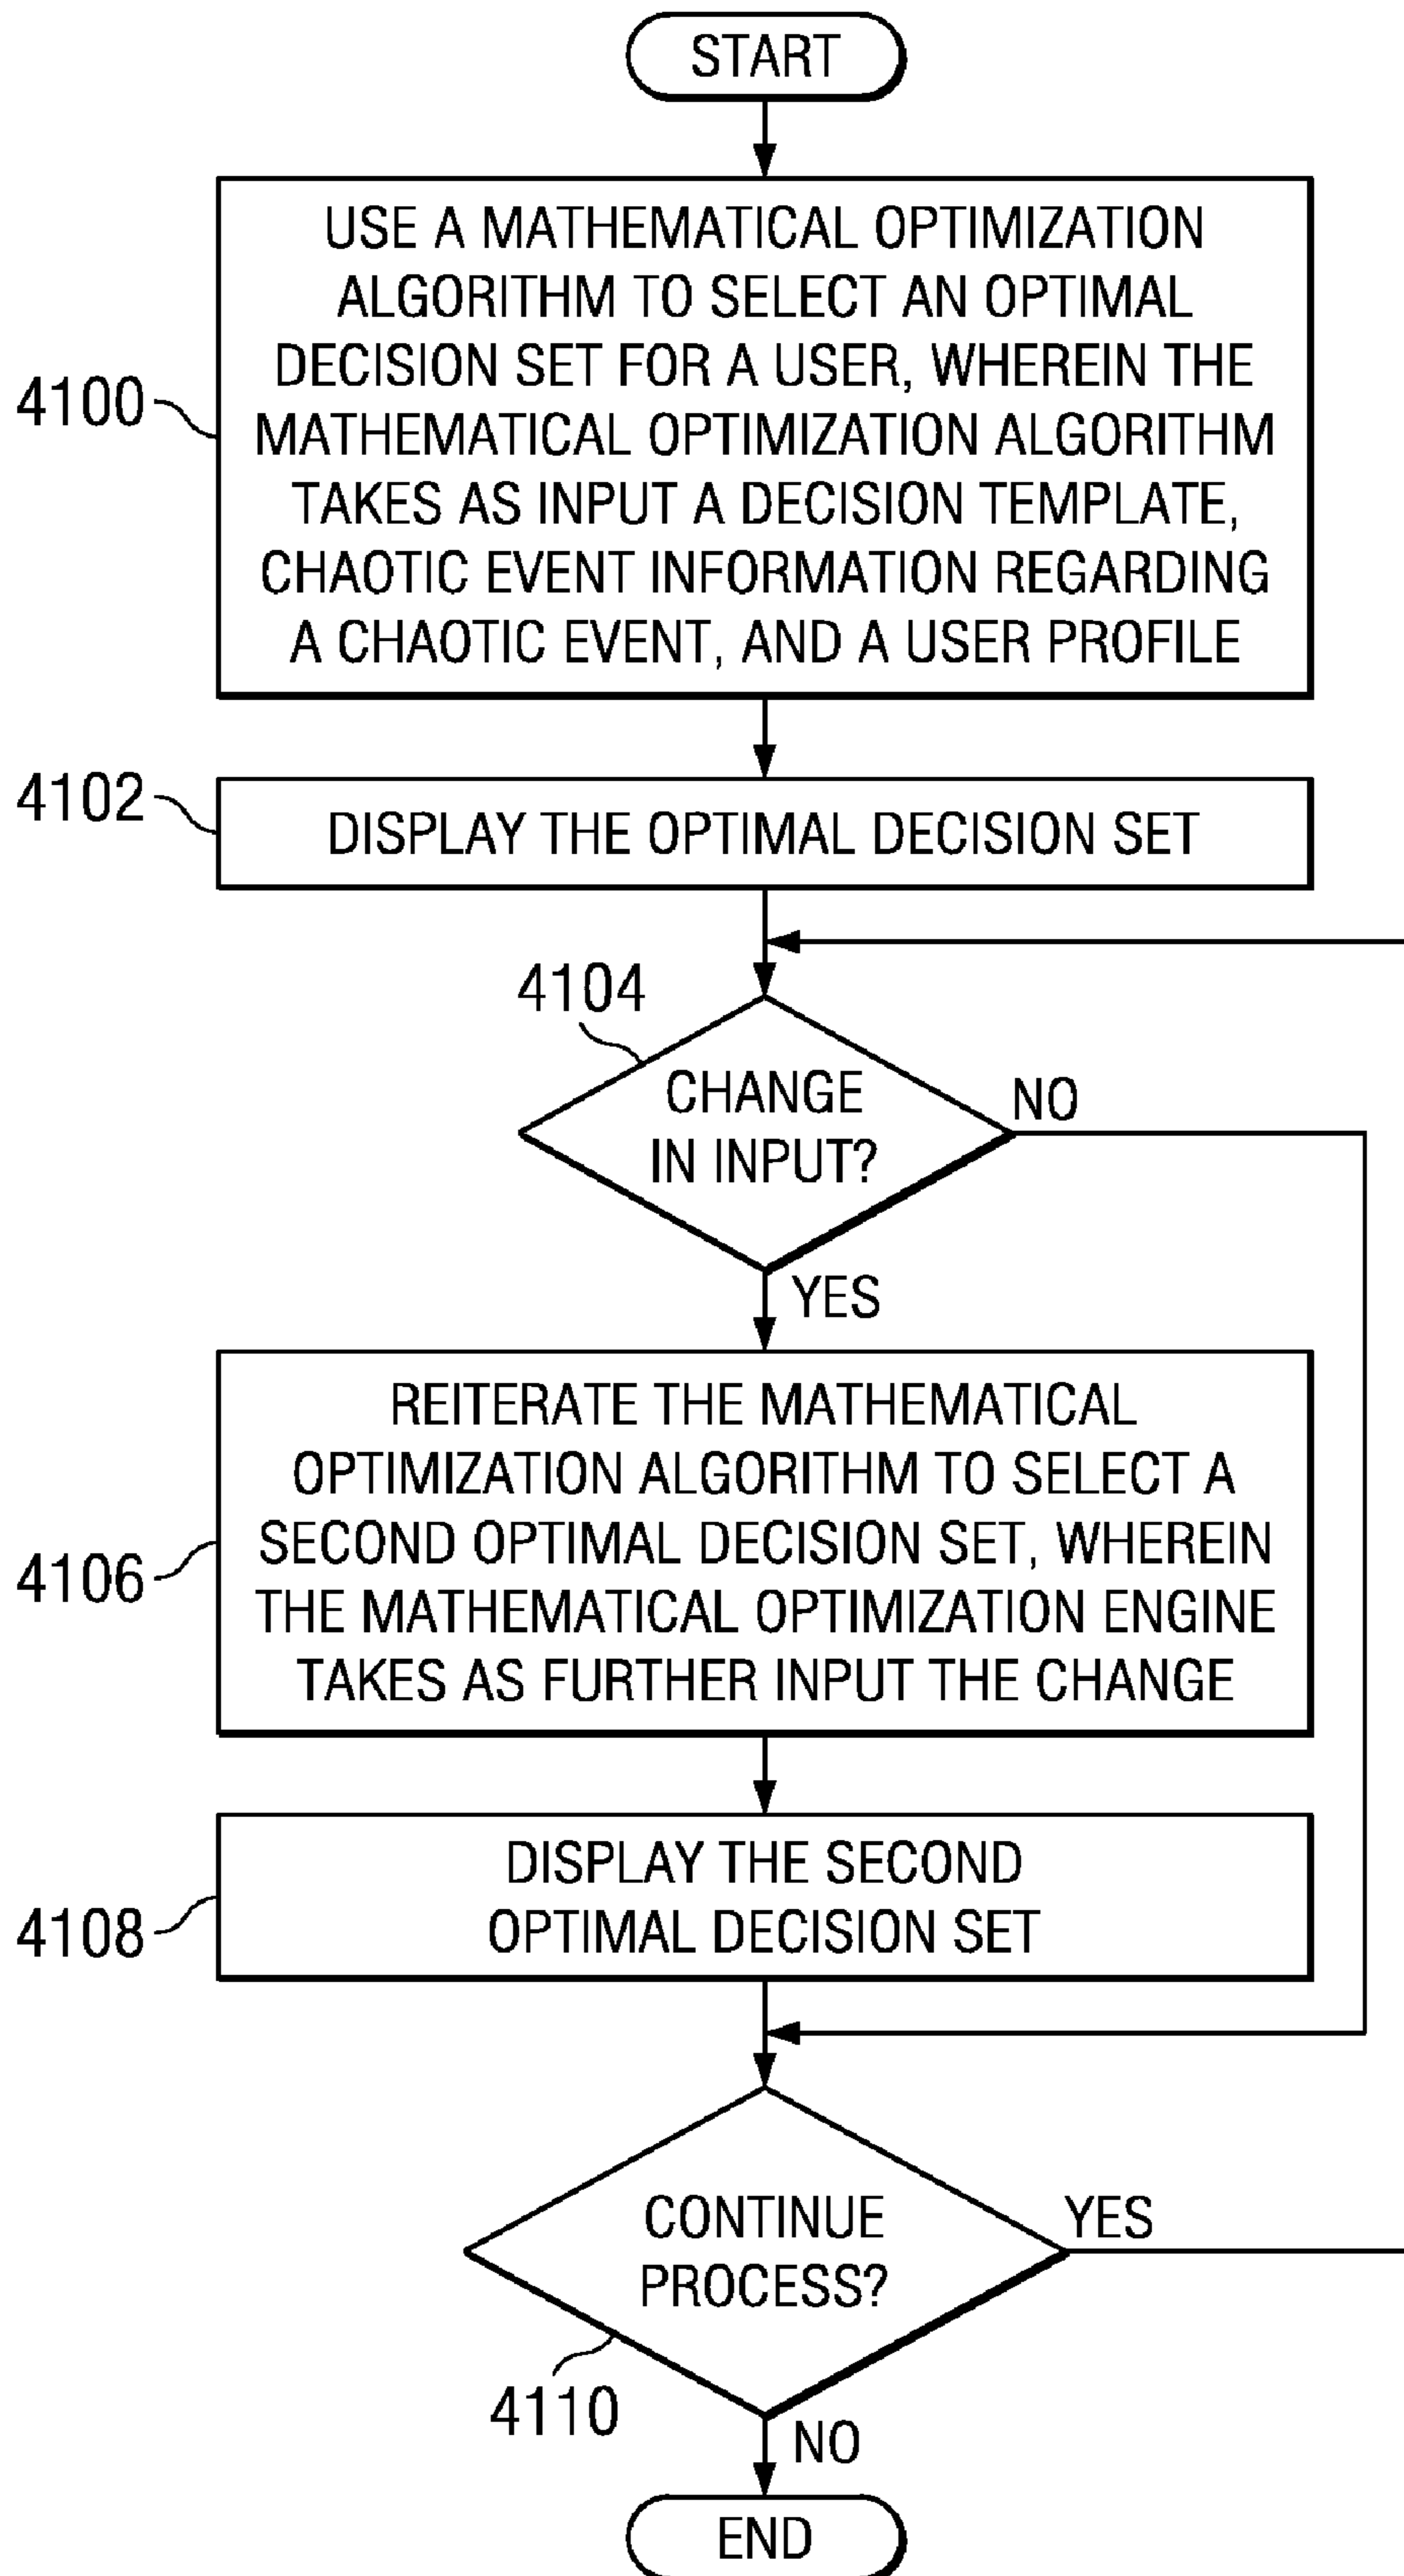 START
USE A MATHEMATICAL OPTIMIZATION
ALGORITHM TO SELECT AN OPTIMAL
DECISION SET FOR A USER, WHEREIN THE
MATHEMATICAL OPTIMIZATION ALGORITHM
TAKES AS INPUT A DECISION TEMPLATE,
CHAOTIC EVENT INFORMATION REGARDING
A CHAOTIC EVENT, AND A USER PROFILE
4100
4102
DISPLAY THE OPTIMAL DECISION SET
4104
CHANGE
IN INPUT?
NO
YES
REITERATE THE MATHEMATICAL
OPTIMIZATION ALGORITHM TO SELECT A
SECOND OPTIMAL DECISION SET, WHEREIN
THE MATHEMATICAL OPTIMIZATION ENGINE
TAKES AS FURTHER INPUT THE CHANGE
4106
DISPLAY THE SECOND
OPTIMAL DECISION SET
4108
CONTINUE
PROCESS?
YES
4110
NO
END